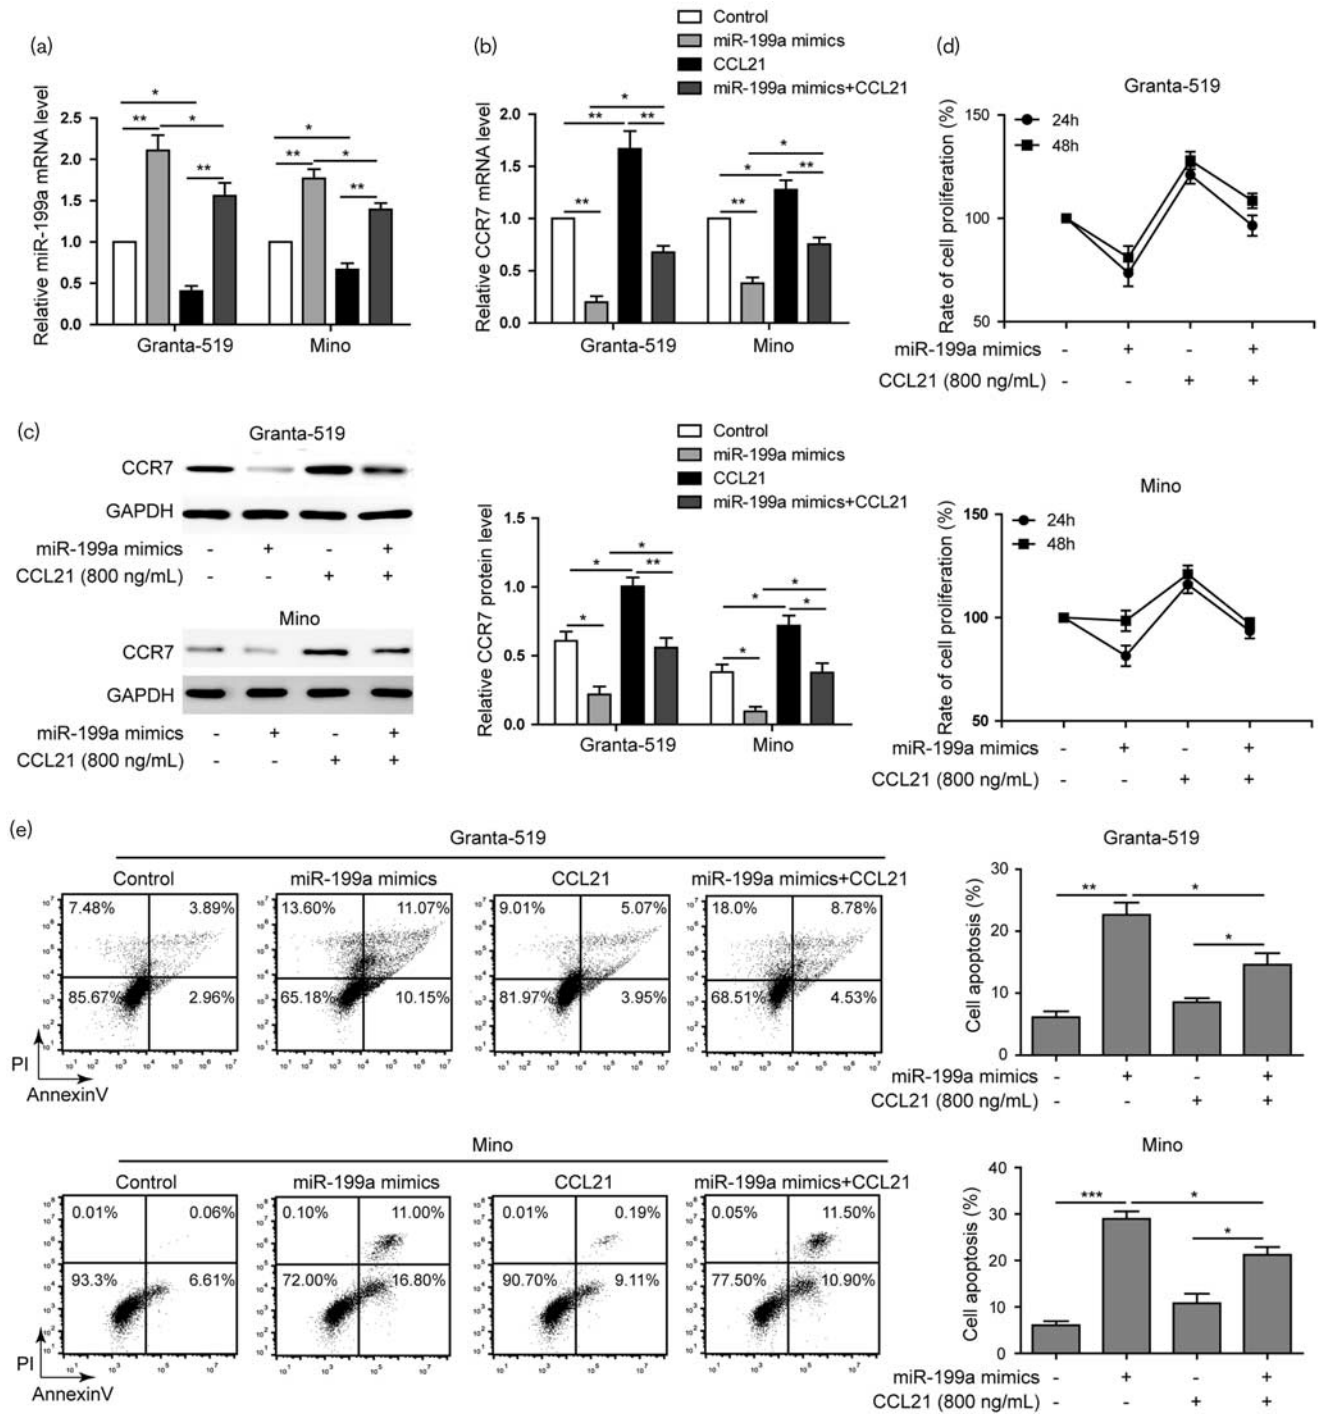 (a)
Relative miR-199a mRNA level
2.5
2.0
1.5
1.0
0.5
0.0
* ** * **
* ** * **
Granta-519 Mino
(b)
Control
miR-199a mimics
CCL21
miR-199a mimics+CCL21
Relative CCR7 mRNA level
2.0
1.5
1.0
0.5
0.0
* ** ** **
* * ** **
Granta-519 Mino
(d)
Granta-519
Rate of cell proliferation (%)
150
100
50
24h
48h
miR-199a mimics - + - +
CCL21 (800 ng/mL) - - + +
Mino
Rate of cell proliferation (%)
150
100
50
24h
48h
miR-199a mimics - + - +
CCL21 (800 ng/mL) - - + +
(c)
Granta-519
CCR7
GAPDH
miR-199a mimics - + - +
CCL21 (800 ng/mL) - - + +
Mino
CCR7
GAPDH
miR-199a mimics - + - +
CCL21 (800 ng/mL) - - + +
Control
miR-199a mimics
CCL21
miR-199a mimics+CCL21
Relative CCR7 protein level
1.5
1.0
0.5
0.0
* * ** *
* * * *
Granta-519 Mino
(e)
Granta-519
Control miR-199a mimics CCL21 miR-199a mimics+CCL21
7.48% 3.89% 13.60% 11.07% 9.01% 5.07% 18.0% 8.78%
85.67% 2.96% 65.18% 10.15% 81.97% 3.95% 68.51% 4.53%
PI
AnnexinV
Granta-519
Cell apoptosis (%)
30
20
10
0
** * *
miR-199a mimics - + - +
CCL21 (800 ng/mL) - - + +
Mino
Control miR-199a mimics CCL21 miR-199a mimics+CCL21
0.01% 0.06% 0.10% 11.00% 0.01% 0.19% 0.05% 11.50%
93.3% 6.61% 72.00% 16.80% 90.70% 9.11% 77.50% 10.90%
PI
AnnexinV
Mino
Cell apoptosis (%)
40
30
20
10
0
*** * *
miR-199a mimics - + - +
CCL21 (800 ng/mL) - - + +